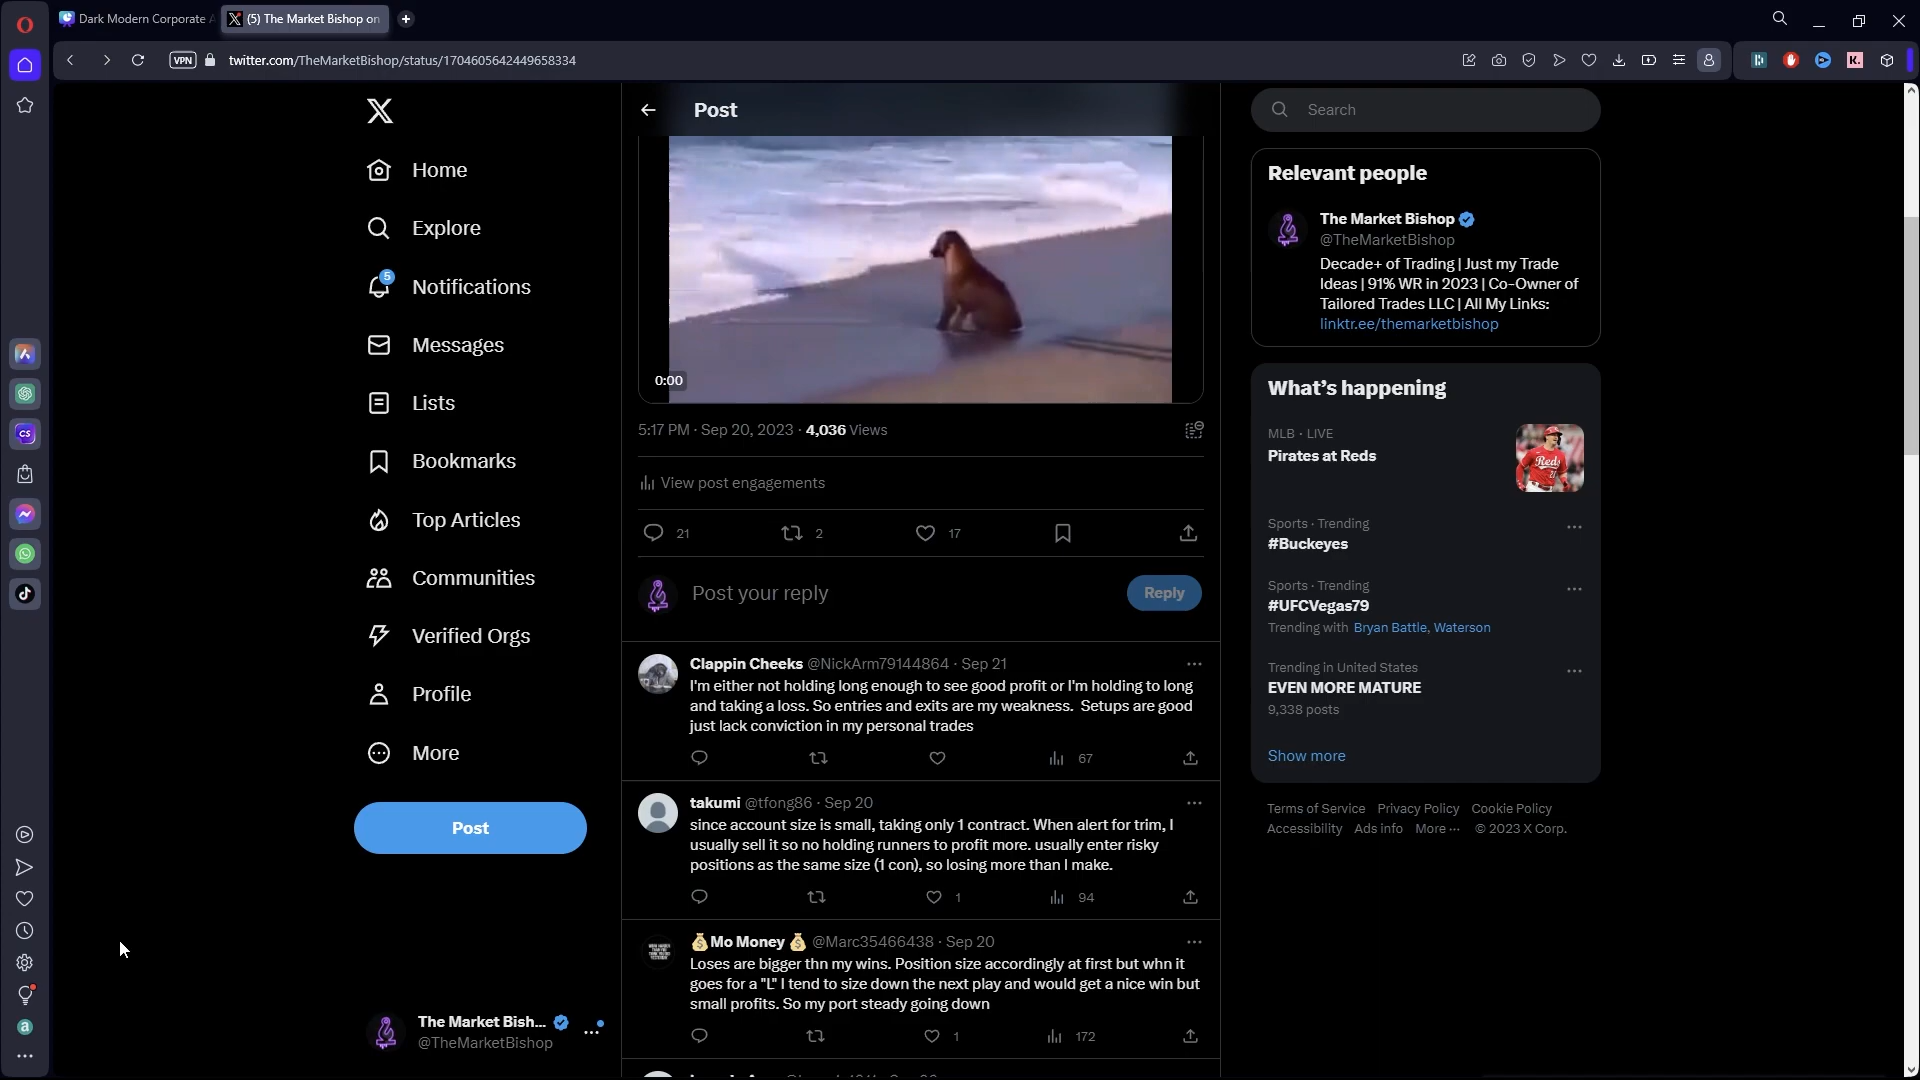 Dark Modern Corporate
(5) The Market Bishop on
VPN
twitter.com/TheMarketBishop/status/1704605642449658334
Home
Explore
5
Notifications
Messages
Lists
Bookmarks
Top Articles
Communities
Verified Orgs
Profile
More
Post
The Market Bish...
@TheMarketBishop
Post
0:00
5:17 PM · Sep 20, 2023 · 4,036 Views
View post engagements
21
2
17
Post your reply
Reply
Clappin Cheeks @NickArm79144864 · Sep 21
I'm either not holding long enough to see good profit or I'm holding to long
and taking a loss. So entries and exits are my weakness. Setups are good
just lack conviction in my personal trades
67
takumi @tfong86 · Sep 20
since account size is small, taking only 1 contract. When alert for trim, I
usually sell it so no holding runners to profit more. usually enter risky
positions as the same size (1 con), so losing more than I make.
1
94
💰Mo Money 💰 @Marc35466438 · Sep 20
Loses are bigger thn my wins. Position size accordingly at first but whn it
goes for a "L" I tend to size down the next play and would get a nice win but
small profits. So my port steady going down
1
172
Search
Relevant people
The Market Bishop
@TheMarketBishop
Decade+ of Trading | Just my Trade
Ideas | 91% WR in 2023 | Co-Owner of
Tailored Trades LLC | All My Links:
linktr.ee/themarketbishop
What's happening
MLB · LIVE
Pirates at Reds
Reds
Sports · Trending
#Buckeyes
Sports · Trending
#UFCVegas79
Trending with Bryan Battle, Waterson
Trending in United States
EVEN MORE MATURE
9,338 posts
Show more
Terms of Service Privacy Policy Cookie Policy
Accessibility Ads info More ··· © 2023 X Corp.
CS
K.
a